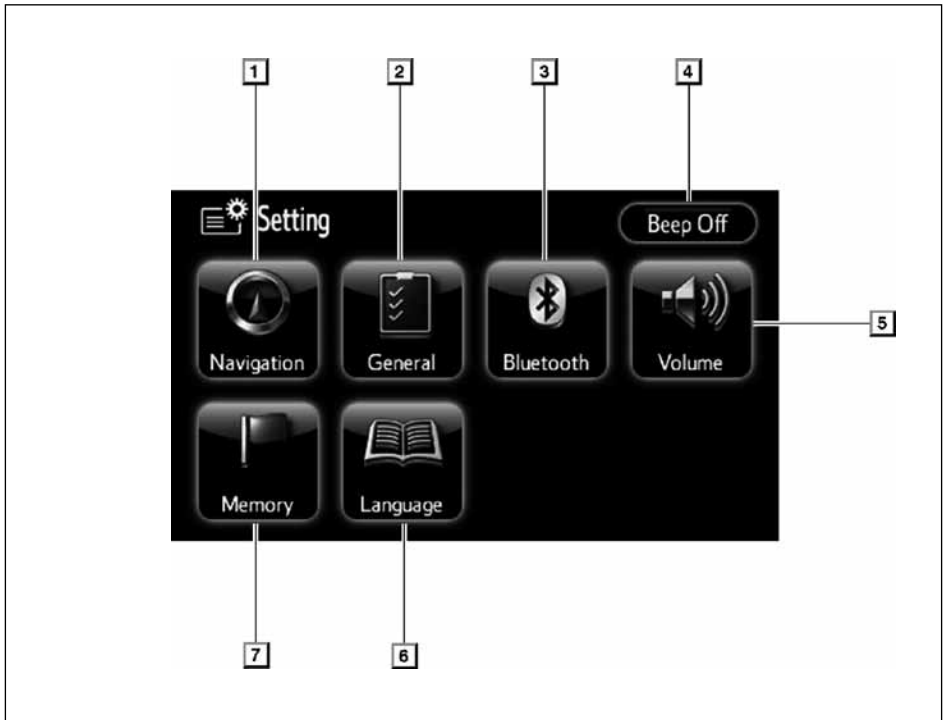 1 2 3 4
Setting Beep Off
Navigation General Bluetooth Volume
5
Memory Language
7 6